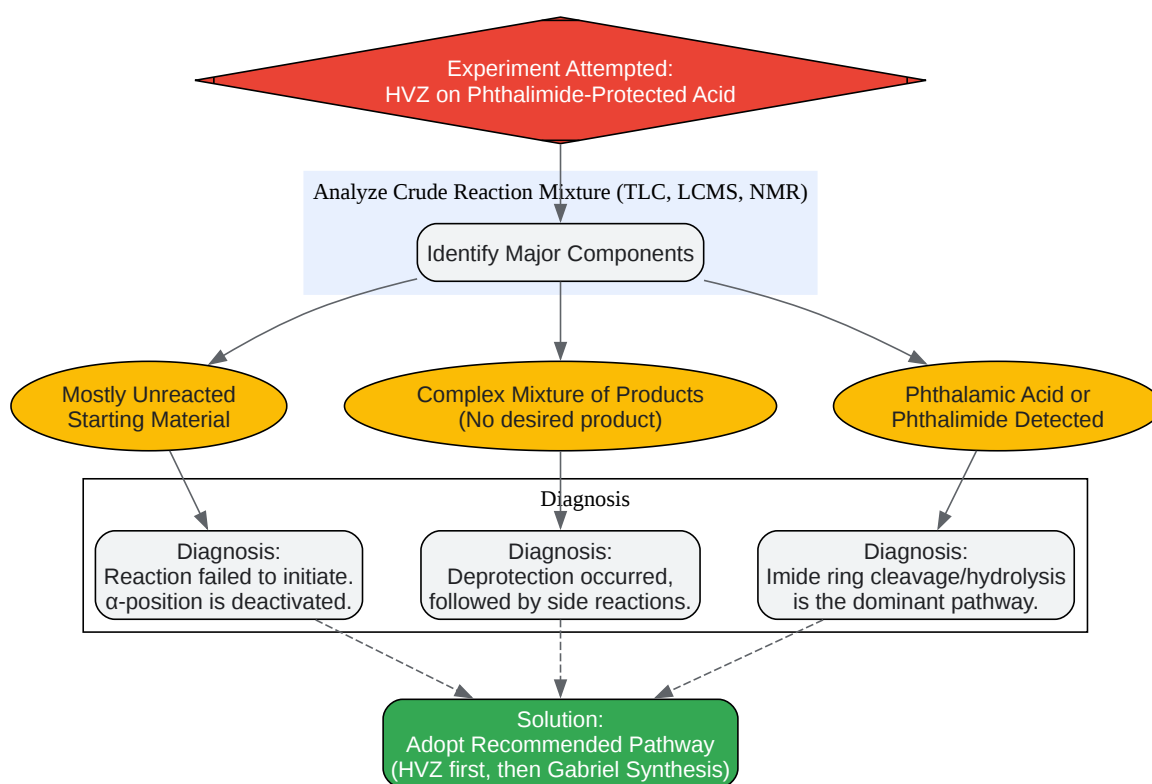 Experiment Attempted:
HVZ on Phthalimide-Protected Acid
Analyze Crude Reaction Mixture (TLC, LCMS, NMR)
Identify Major Components
Mostly Unreacted
Starting Material
Complex Mixture of Products
(No desired product)
Phthalamic Acid or
Phthalimide Detected
Diagnosis
Diagnosis:
Reaction failed to initiate.
α-position is deactivated.
Diagnosis:
Deprotection occurred,
followed by side reactions.
Diagnosis:
Imide ring cleavage/hydrolysis
is the dominant pathway.
Solution:
Adopt Recommended Pathway
(HVZ first, then Gabriel Synthesis)